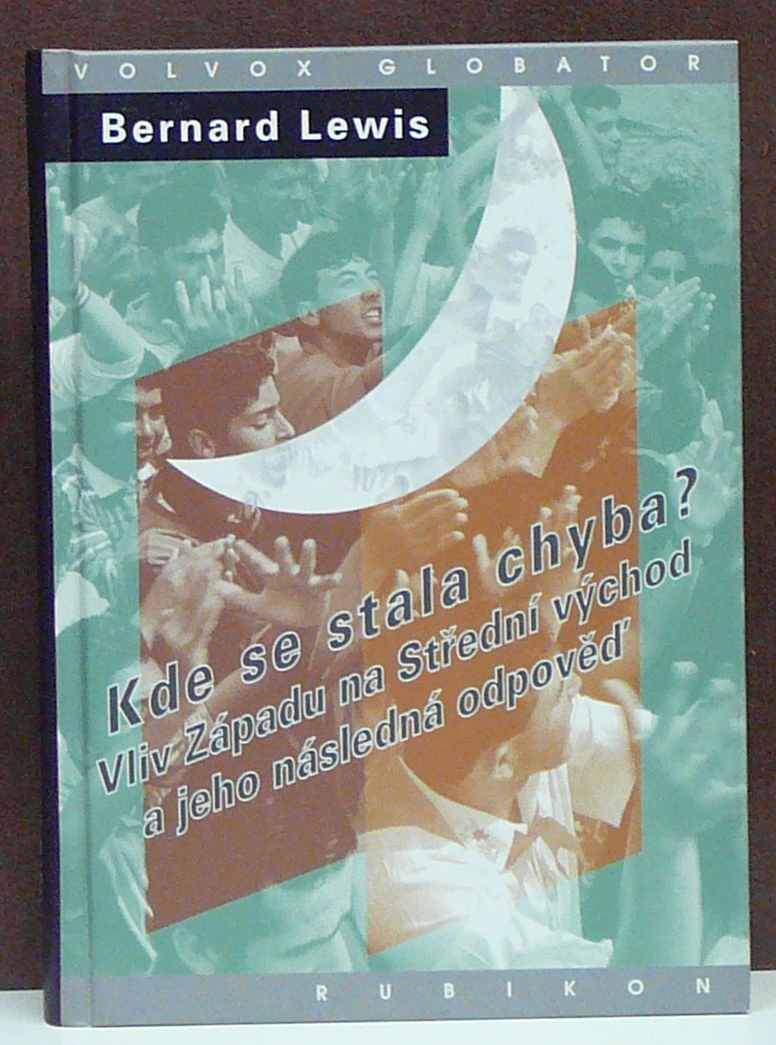 VOLVOX GLOBATOR
Bernard Lewis
Kde se stala chyba?
Vliv Západu na Střední východ
a jeho následná odpověď
RUBIKON